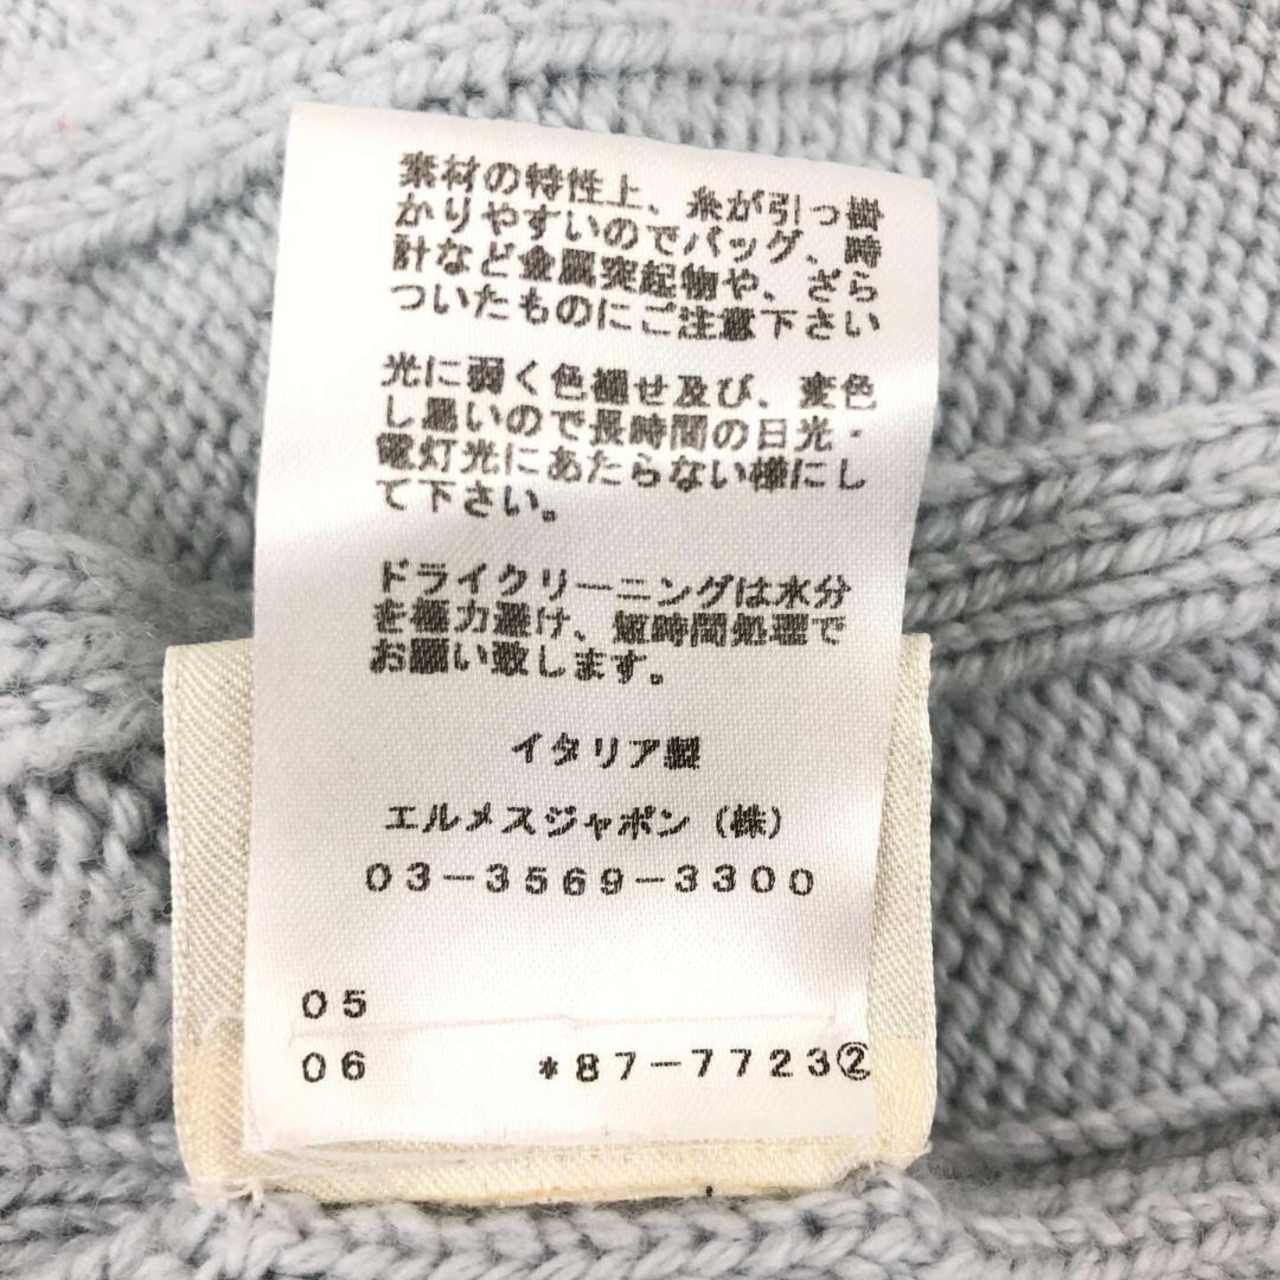 素材の特性上、糸が引っ掛
かりやすいのでバッグ、時
計など金属突起物や、ざら
ついたものにご注意下さい
光に弱く色褪せ及び、変色
し易いので長時間の日光・
電灯光にあたらない様にし
て下さい。
ドライクリーニングは水分
を極力避け、短時間処理で
お願い致します。
イタリア製
エルメスジャポン（株）
03-3569-3300
05
06 *87-7723②